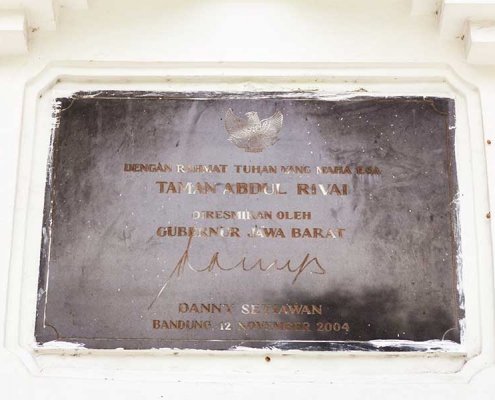 DENGAN RAHMAT TUHAN YANG MAHA ESA
TAMAN ABDUL RIVAI
DIRESMIKAN OLEH
GUBERNUR JAWA BARAT
DANNY SETIAWAN
BANDUNG, 12 NOVEMBER 2004